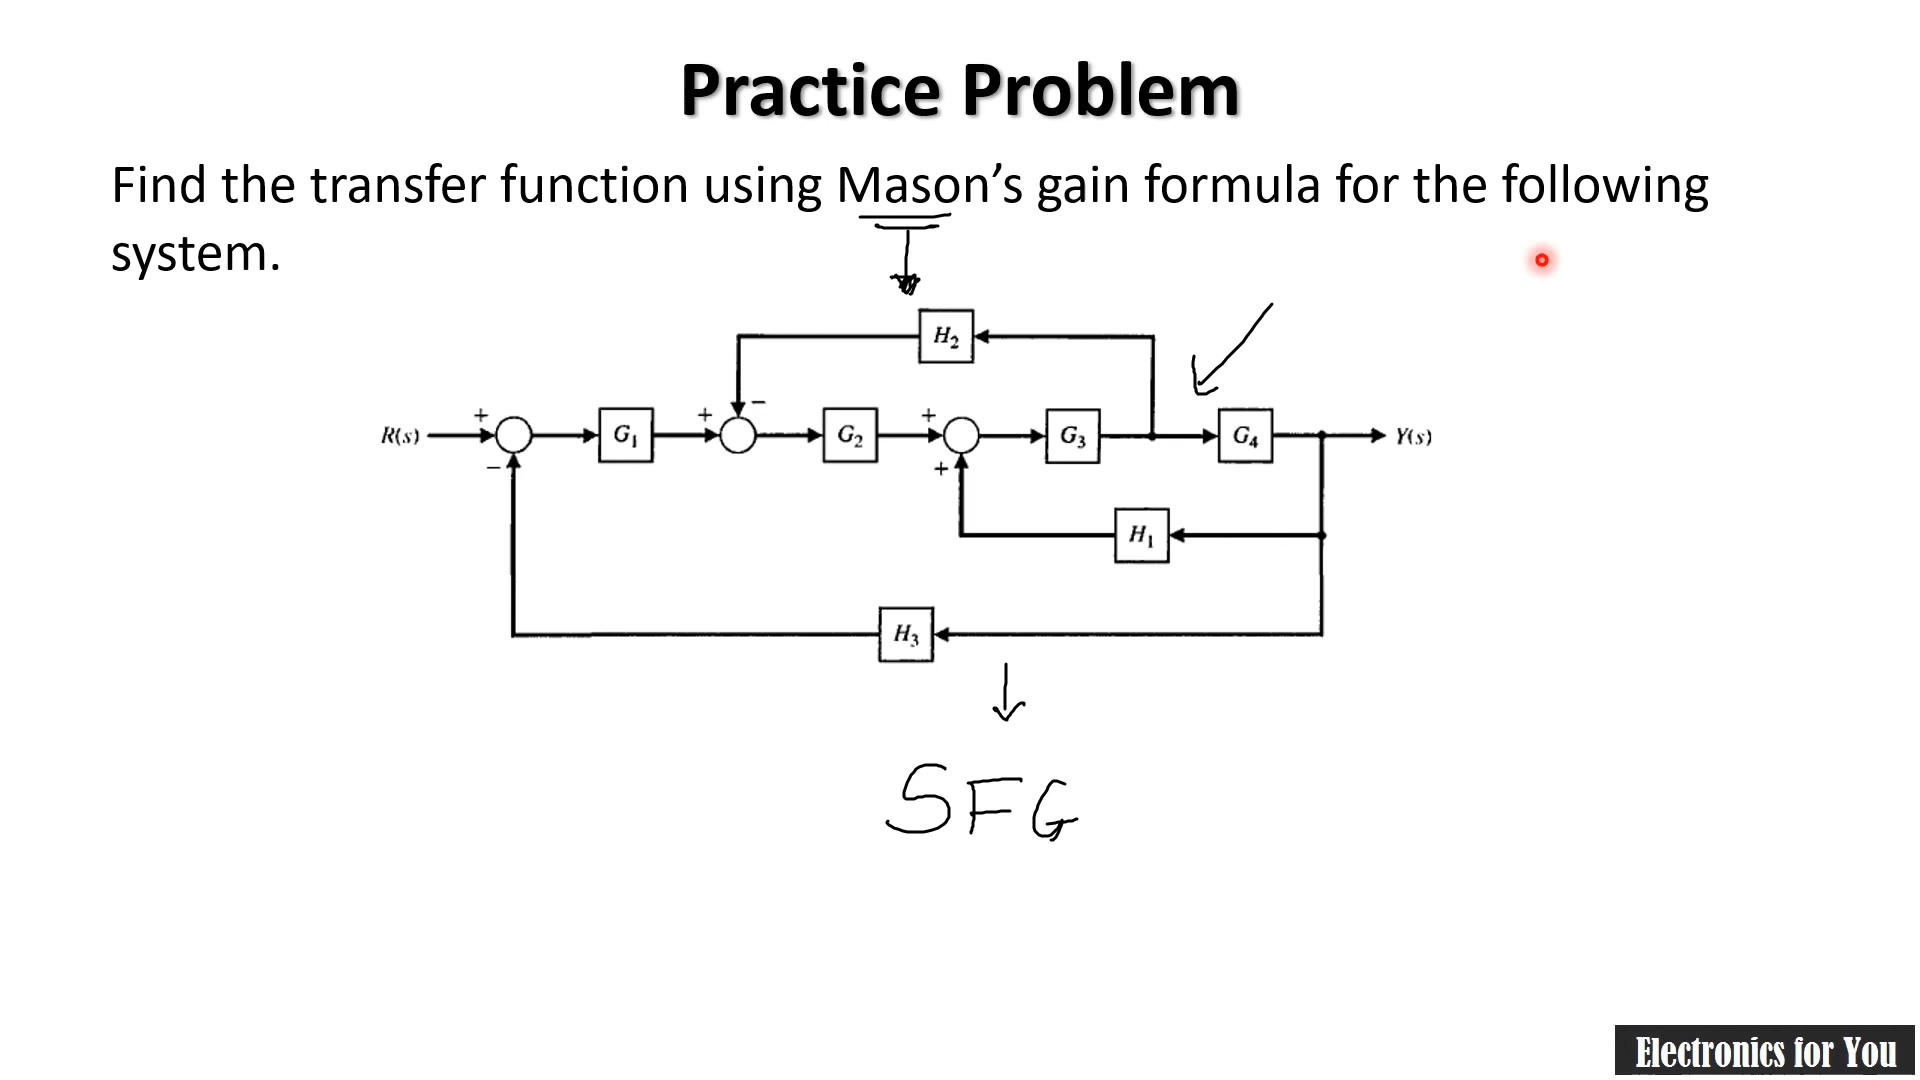 Practice Problem
Find the transfer function using Mason’s gain formula for the following
system.
H2
+ − + +
R(s) G1 G2 G3 G4 Y(s)
− +
H1
H3
SFG
Electronics for You